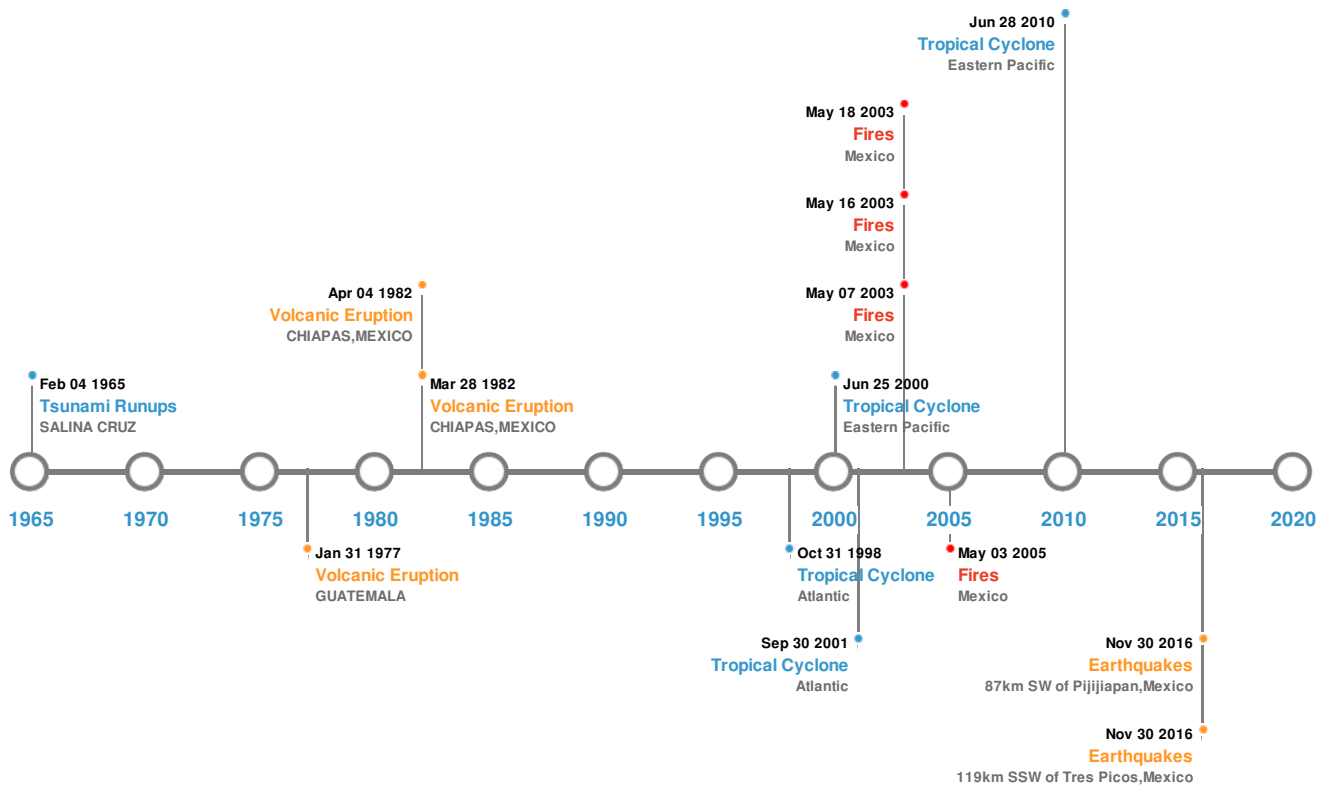 Jun 28 2010
Tropical Cyclone
Eastern Pacific
May 18 2003
Fires
Mexico
May 16 2003
Fires
Mexico
May 07 2003
Fires
Mexico
Apr 04 1982
Volcanic Eruption
CHIAPAS,MEXICO
Feb 04 1965
Tsunami Runups
SALINA CRUZ
Mar 28 1982
Volcanic Eruption
CHIAPAS,MEXICO
Jun 25 2000
Tropical Cyclone
Eastern Pacific
1965 1970 1975 1980 1985 1990 1995 2000 2005 2010 2015 2020
Jan 31 1977
Volcanic Eruption
GUATEMALA
Oct 31 1998
Tropical Cyclone
Atlantic
May 03 2005
Fires
Mexico
Sep 30 2001
Tropical Cyclone
Atlantic
Nov 30 2016
Earthquakes
87km SW of Pijijiapan,Mexico
Nov 30 2016
Earthquakes
119km SSW of Tres Picos,Mexico